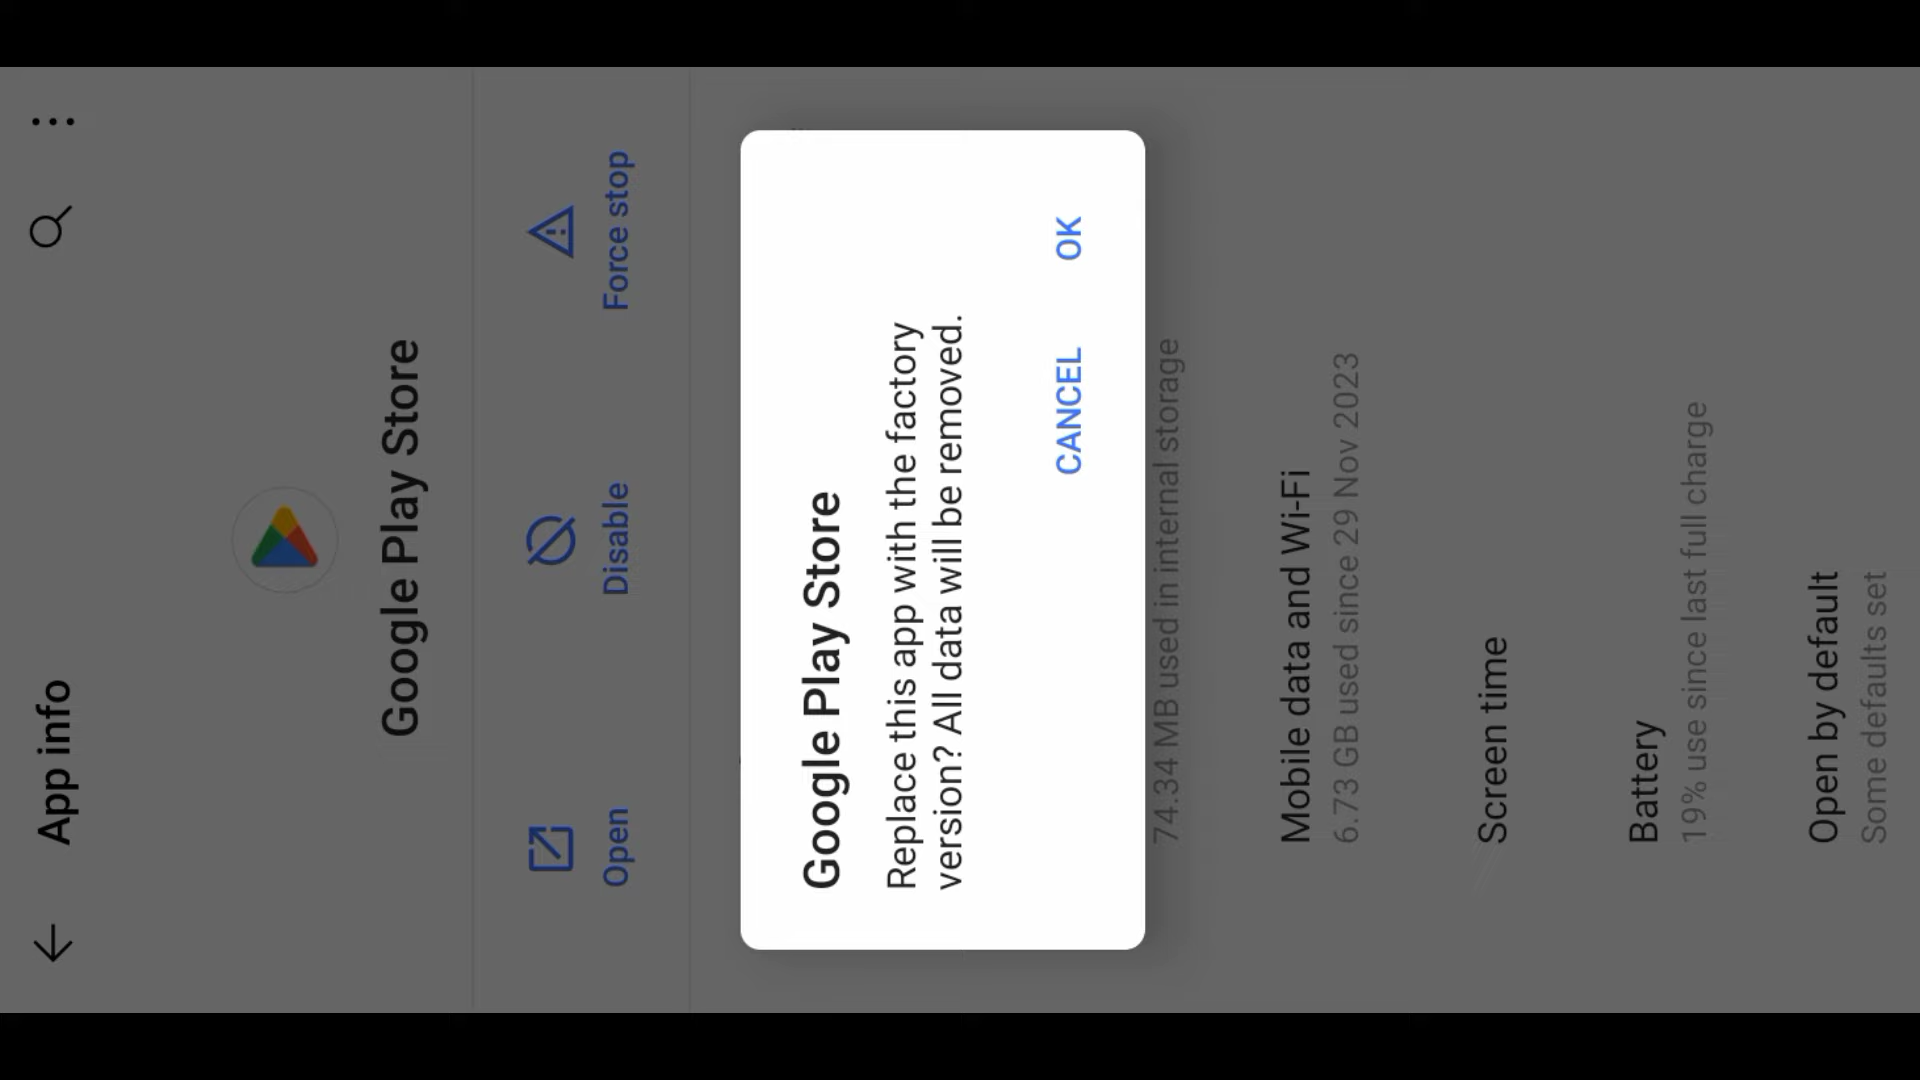 App info
Google Play Store
Open
Disable
Force stop
Google Play Store
Replace this app with the factory
version? All data will be removed.
CANCEL
OK
74.34 MB used in internal storage
Mobile data and Wi-Fi
6.73 GB used since 29 Nov 2023
Screen time
Battery
19% use since last full charge
Open by default
Some defaults set